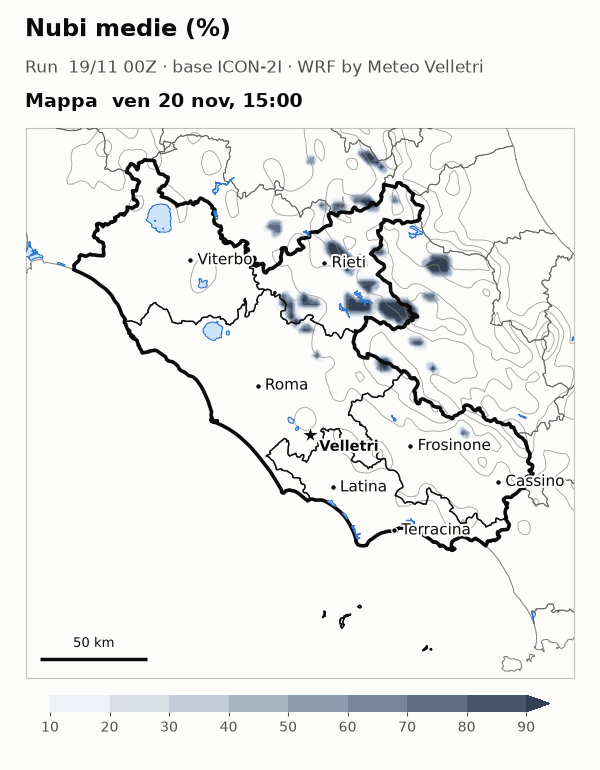 Nubi medie (%)
Run  19/11 00Z · base ICON-2I · WRF by Meteo Velletri
Mappa  ven 20 nov, 15:00
Viterbo
Rieti
Roma
Velletri
Frosinone
Latina
Cassino
Terracina
50 km
10 20 30 40 50 60 70 80 90